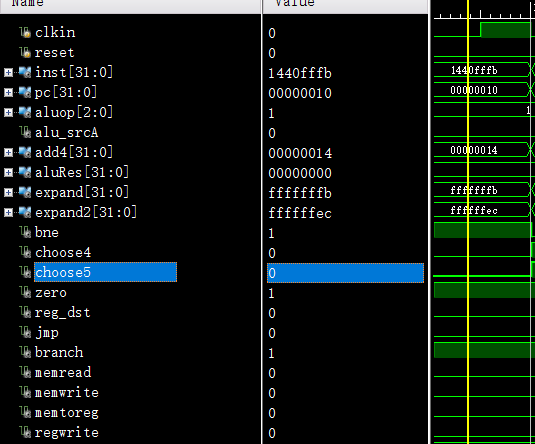 Name Value
clkin 0
reset 0
inst[31:0] 1440fffb 1440fffb
pc[31:0] 00000010 00000010
aluop[2:0] 1 1
alu_srcA 0
add4[31:0] 00000014 00000014
aluRes[31:0] 00000000
expand[31:0] fffffffb fffffffb
expand2[31:0] ffffffec ffffffec
bne 1
choose4 0
choose5 0
zero 1
reg_dst 0
jmp 0
branch 1
memread 0
memwrite 0
memtoreg 0
regwrite 0